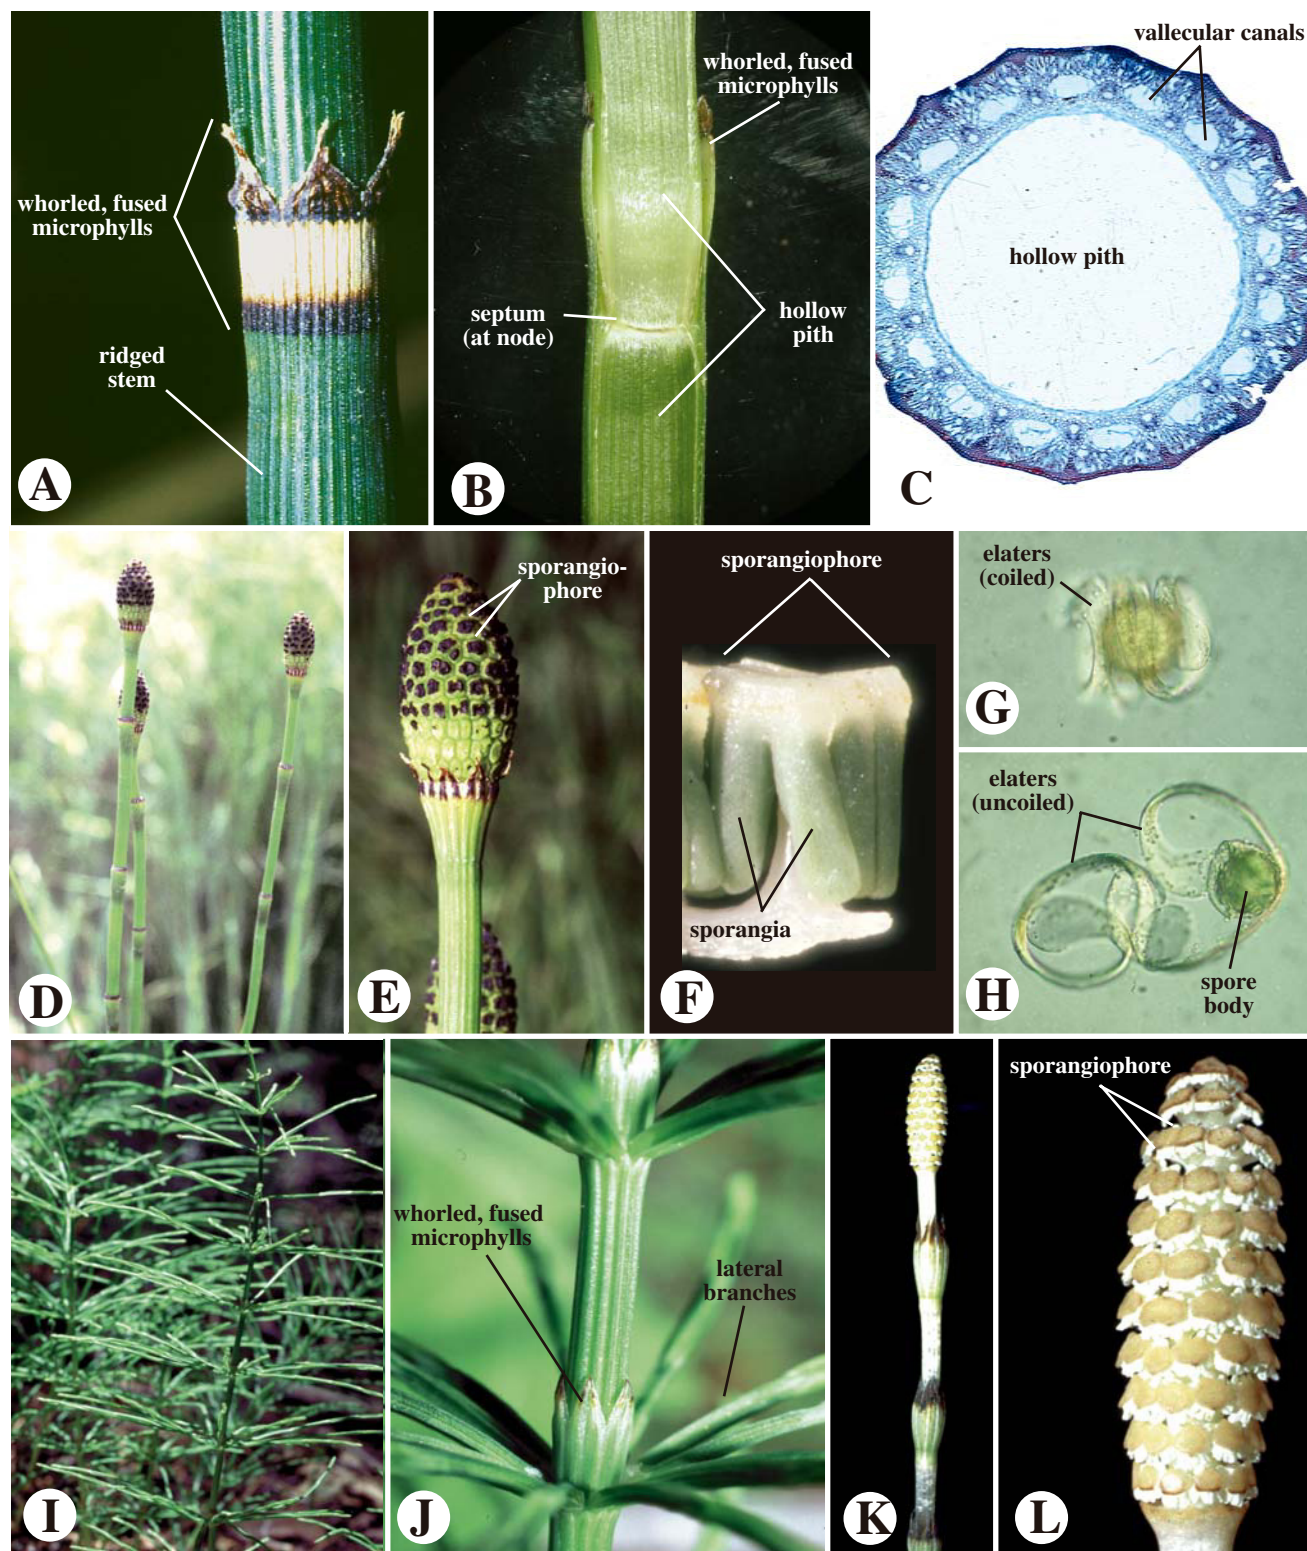 whorled, fused
microphylls
ridged
stem
A
whorled, fused
microphylls
septum
(at node)
hollow
pith
B
vallecular canals
hollow pith
C
D
sporangio-
phore
E
sporangiophore
sporangia
F
elaters
(coiled)
G
elaters
(uncoiled)
spore
body
H
I
whorled, fused
microphylls
lateral
branches
J
K
sporangiophore
L